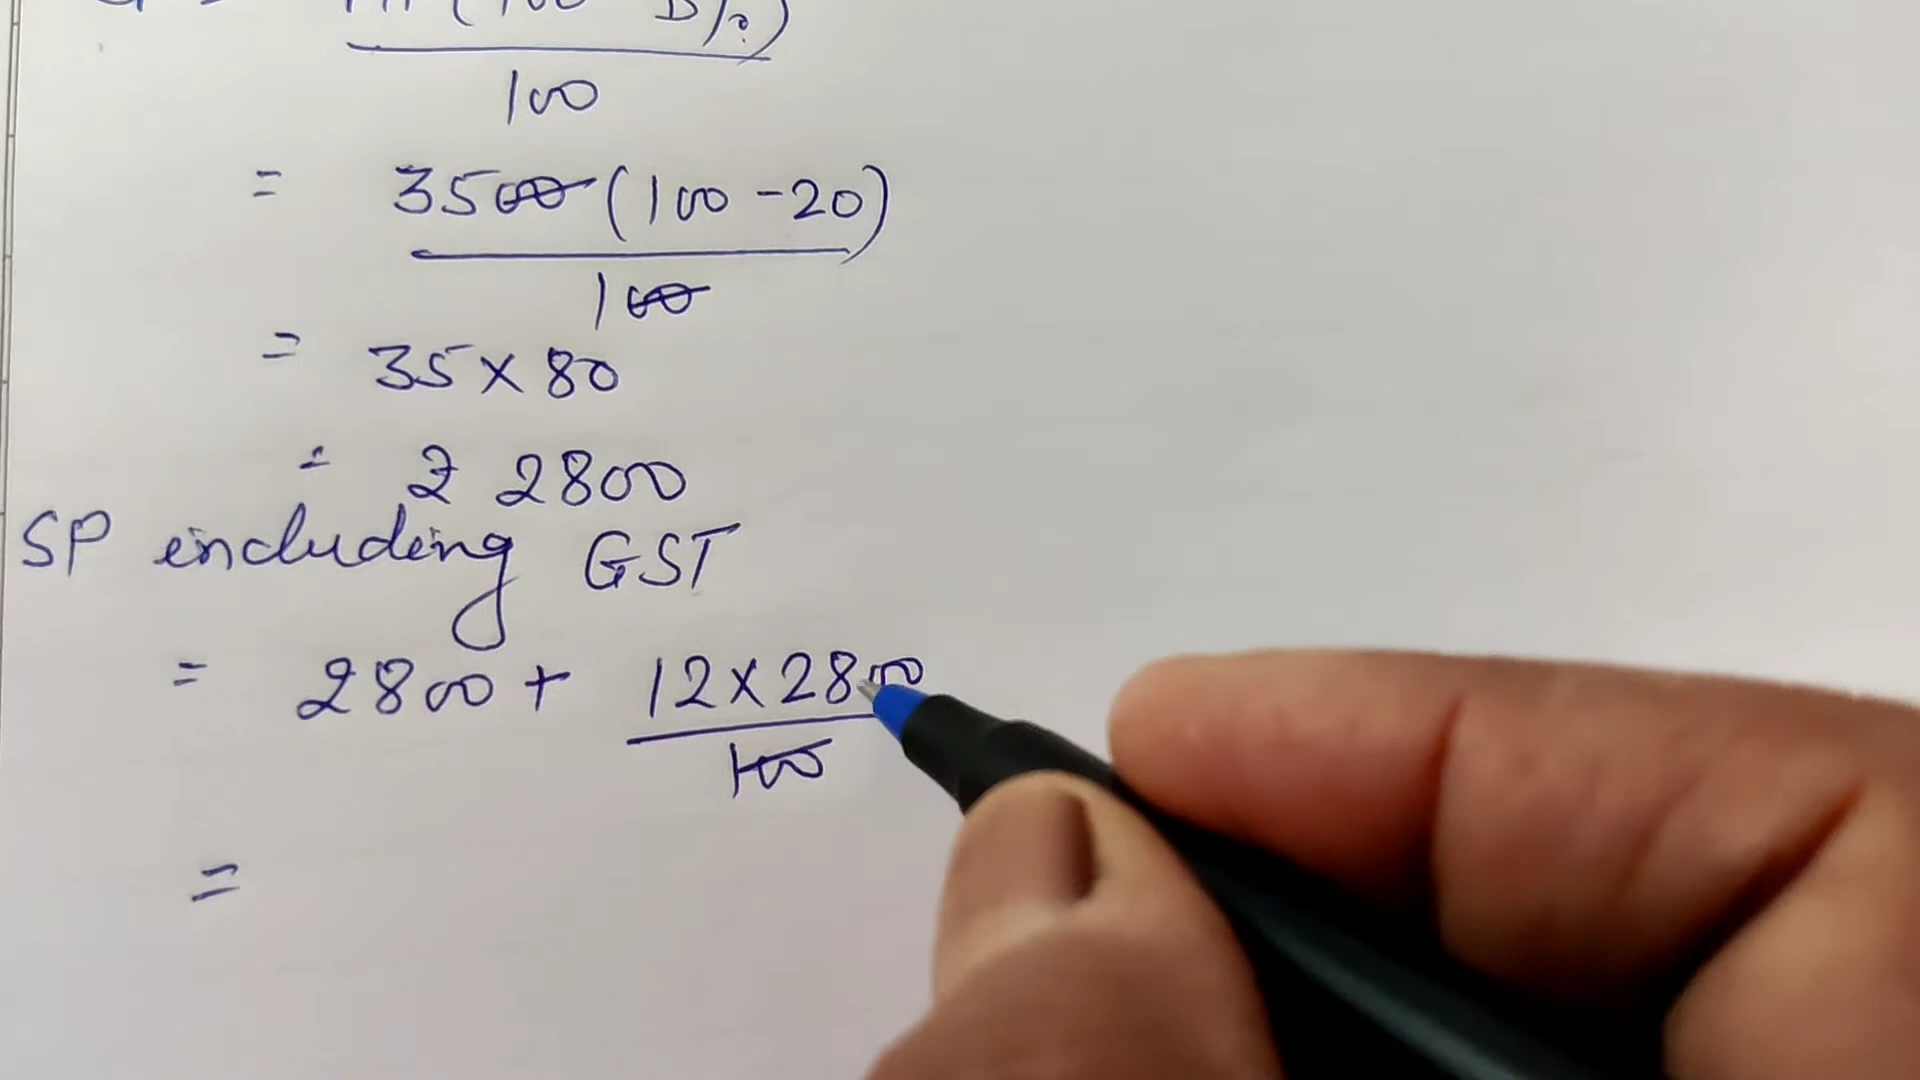 100
= 3500 (100 - 20)
100
= 35 × 80
= ₹ 2800
SP including GST
= 2800 + 12 × 2800
100
=